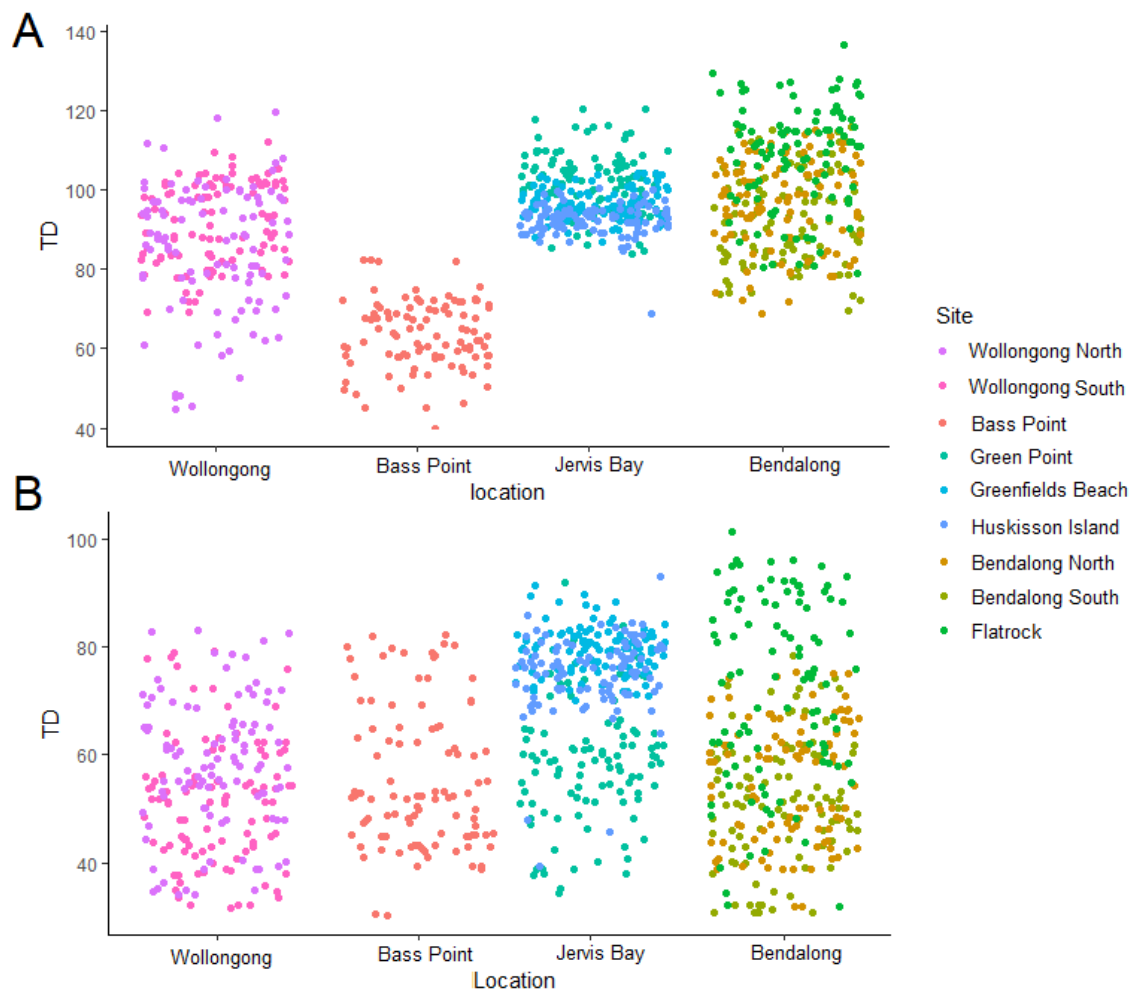 A
140
120
100
80
60
40
TD
Wollongong
Bass Point
Jervis Bay
Bendalong
location
B
100
80
60
40
TD
Wollongong
Bass Point
Jervis Bay
Bendalong
Location
Site
Wollongong North
Wollongong South
Bass Point
Green Point
Greenfields Beach
Huskisson Island
Bendalong North
Bendalong South
Flatrock